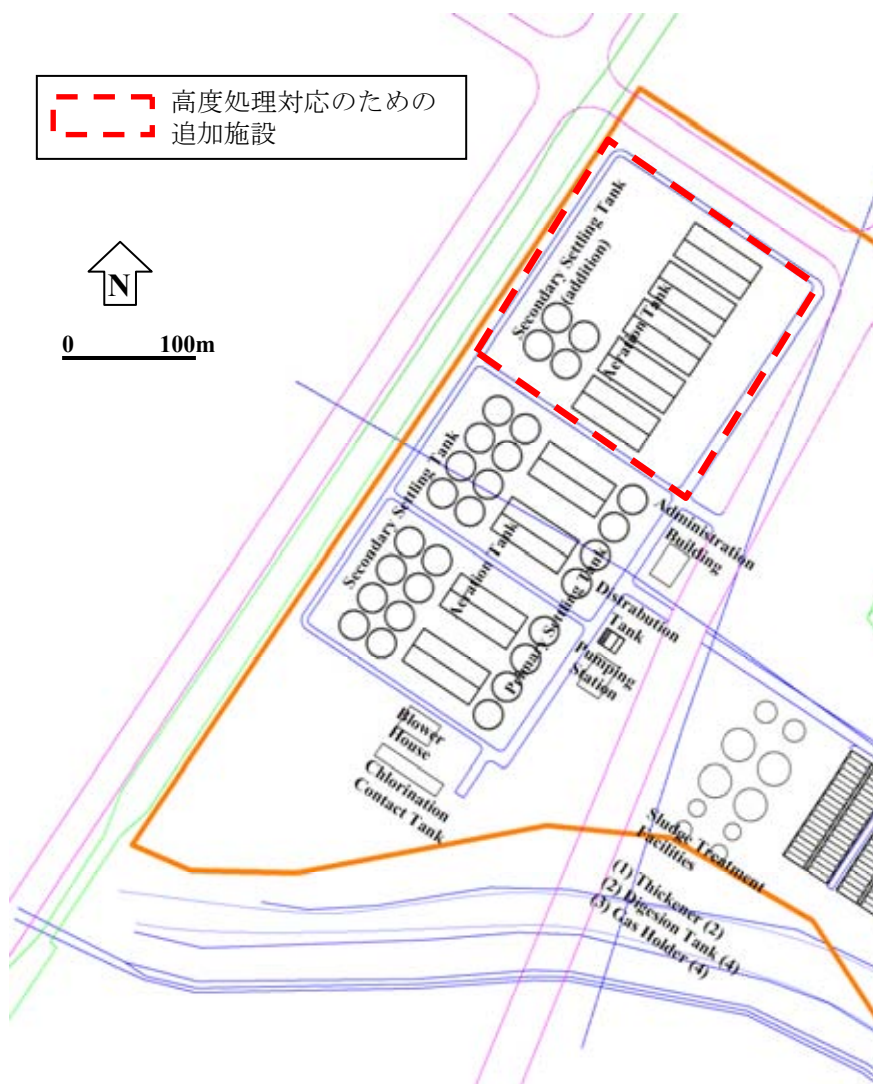 高度処理対応のための
追加施設
N
0 100m
Secondary Settling Tank
(addition)
Aeration Tank
Secondary Settling Tank
Aeration Tank
Primary Settling Tank
Secondary Settling Tank
Administration
Building
Distrabution
Tank
Pumping
Station
Blower
House
Chlorination
Contact Tank
Sludge Treatment
Facilities
(1) Thickener (2)
(2) Digesion Tank (4)
(3) Gas Holder (4)